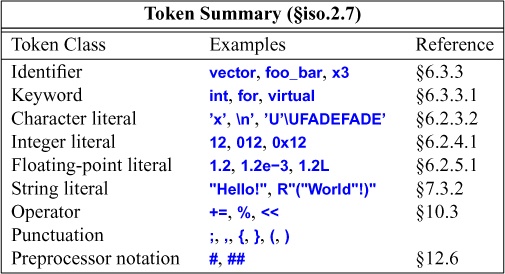 Token Summary (§iso.2.7)
Token Class Examples Reference
Identifier vector, foo_bar, x3 §6.3.3
Keyword int, for, virtual §6.3.3.1
Character literal ’x’, \n’, ’U’\UFADEFADE’ §6.2.3.2
Integer literal 12, 012, 0x12 §6.2.4.1
Floating-point literal 1.2, 1.2e−3, 1.2L §6.2.5.1
String literal "Hello!", R"("World"!)" §7.3.2
Operator +=, %, << §10.3
Punctuation ;, ,, {, }, (, )
Preprocessor notation #, ## §12.6